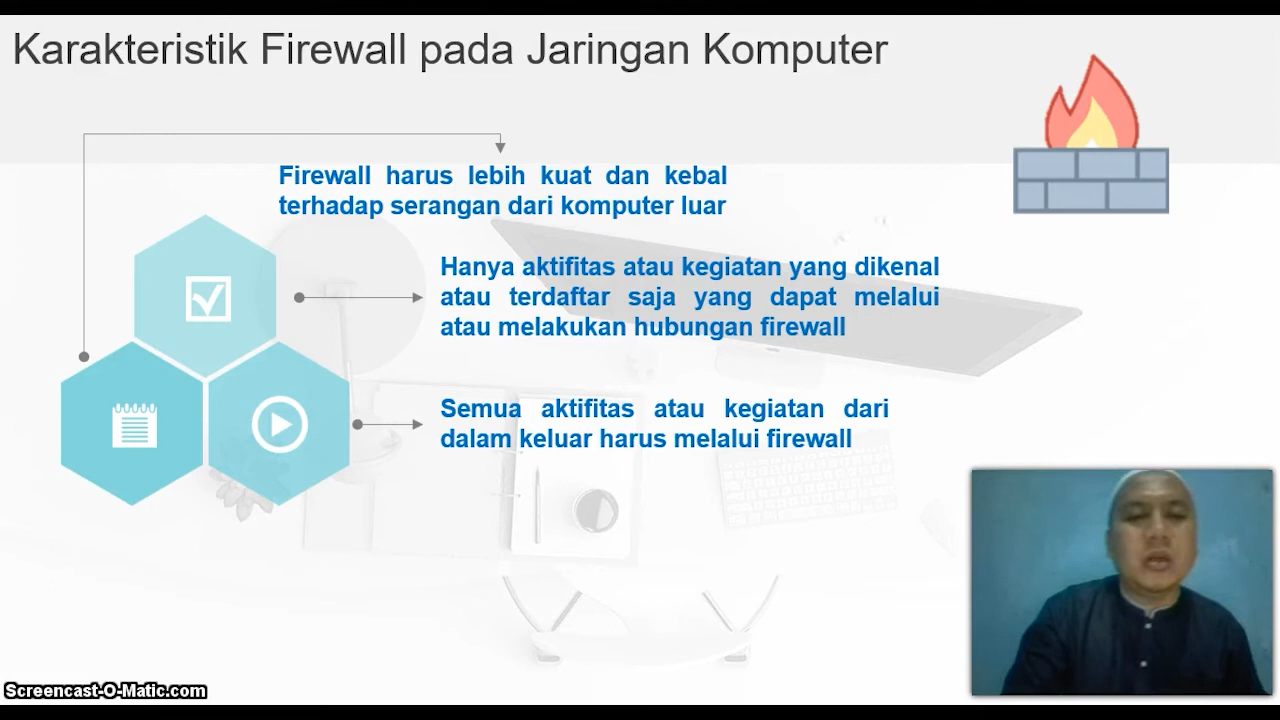 Karakteristik Firewall pada Jaringan Komputer
Firewall harus lebih kuat dan kebal
terhadap serangan dari komputer luar
Hanya aktifitas atau kegiatan yang dikenal
atau terdaftar saja yang dapat melalui
atau melakukan hubungan firewall
Semua aktifitas atau kegiatan dari
dalam keluar harus melalui firewall
Screencast-O-Matic.com